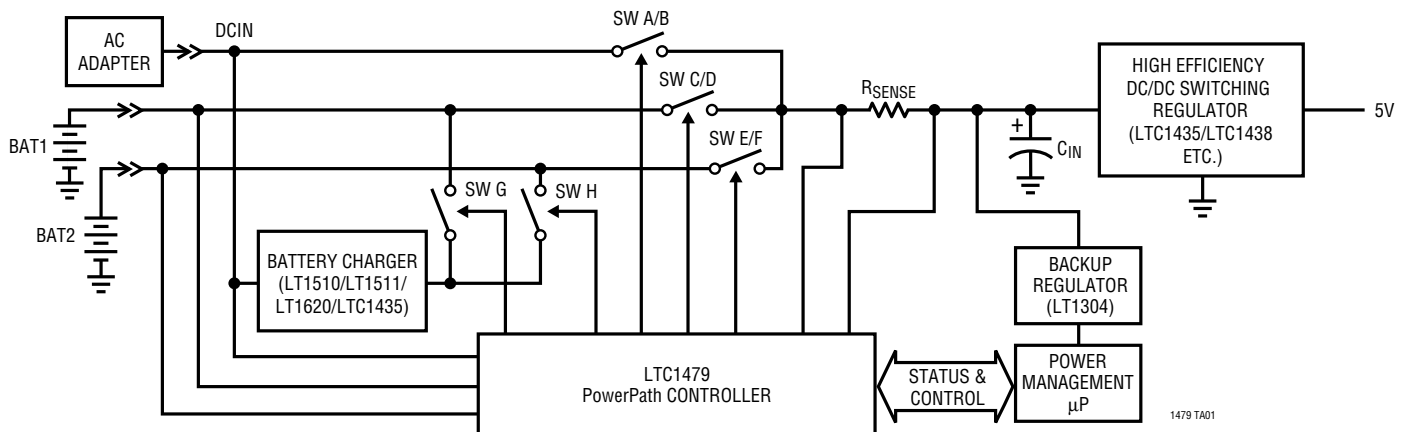 AC
ADAPTER
DCIN
SW A/B
SW C/D
SW E/F
RSENSE
+
CIN
HIGH EFFICIENCY
DC/DC SWITCHING
REGULATOR
(LTC1435/LTC1438
ETC.)
5V
BAT1
BAT2
SW G
SW H
BATTERY CHARGER
(LT1510/LT1511/
LT1620/LTC1435)
BACKUP
REGULATOR
(LT1304)
LTC1479
PowerPath CONTROLLER
STATUS &
CONTROL
POWER
MANAGEMENT
µP
1479 TA01